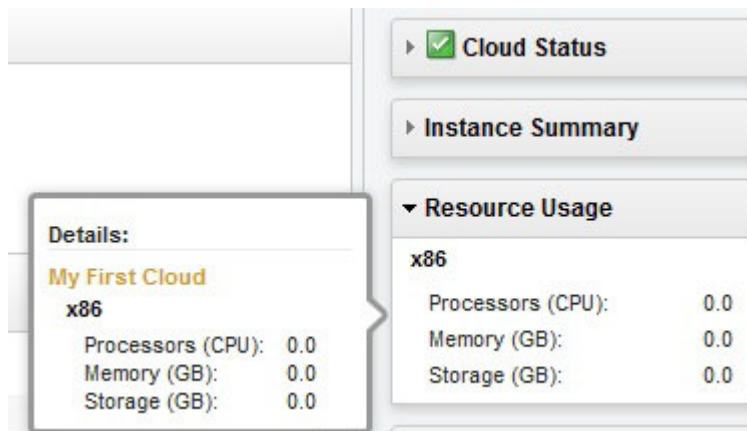 Cloud Status
Instance Summary
Resource Usage
x86
Processors (CPU): 0.0
Memory (GB): 0.0
Storage (GB): 0.0
Details:
My First Cloud
x86
Processors (CPU): 0.0
Memory (GB): 0.0
Storage (GB): 0.0